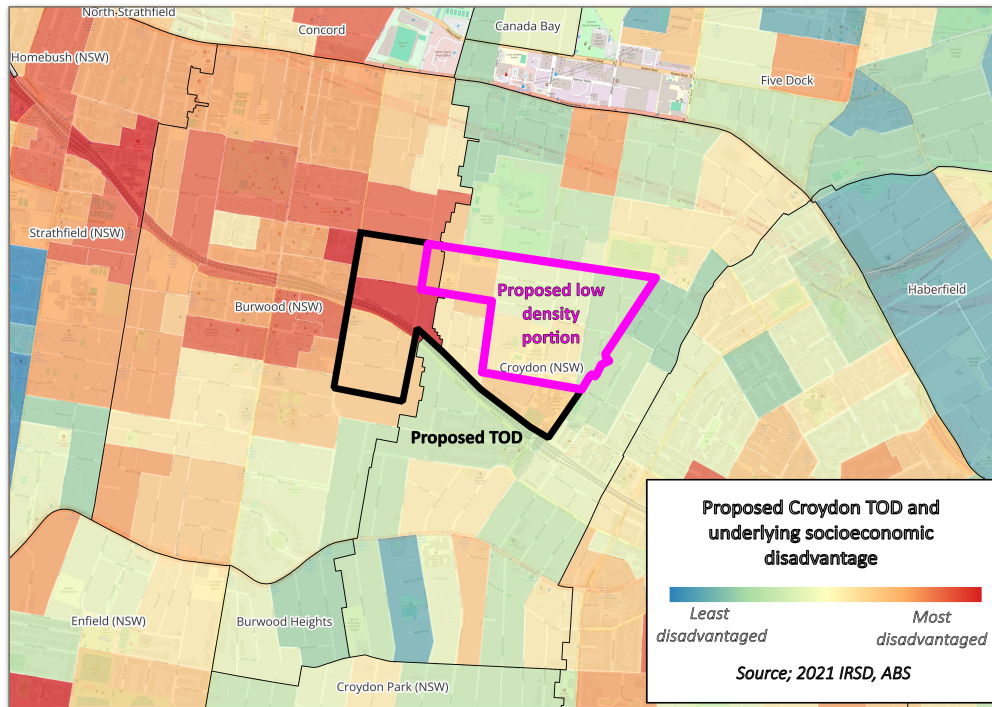 North Strathfield
Concord
Canada Bay
Homebush (NSW)
Five Dock
Strathfield (NSW)
Burwood (NSW)
Haberfield
Proposed low
density
portion
Croydon (NSW)
Proposed TOD
Enfield (NSW)
Burwood Heights
Croydon Park (NSW)
Proposed Croydon TOD and
underlying socioeconomic
disadvantage
Least
disadvantaged
Most
disadvantaged
Source; 2021 IRSD, ABS